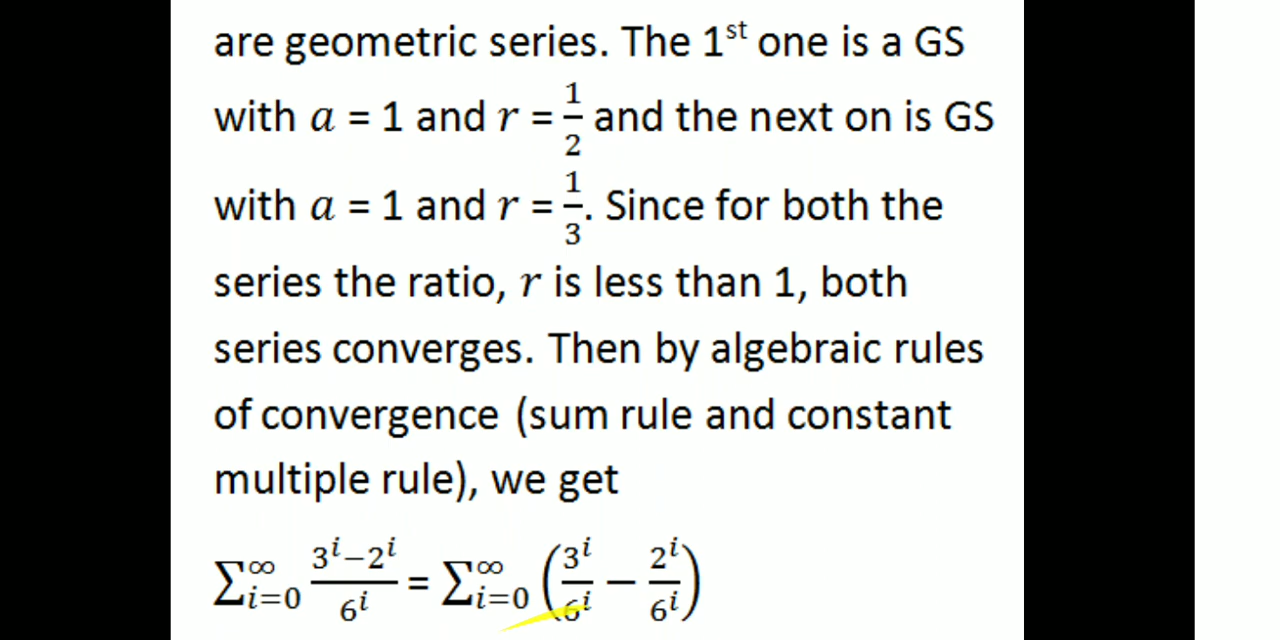 are geometric series. The 1st one is a GS
with a = 1 and r = 1/2 and the next on is GS
with a = 1 and r = 1/3. Since for both the
series the ratio, r is less than 1, both
series converges. Then by algebraic rules
of convergence (sum rule and constant
multiple rule), we get
∑_{i=0}^{∞} (3^i−2^i)/6^i = ∑_{i=0}^{∞} (3^i/6^i − 2^i/6^i)